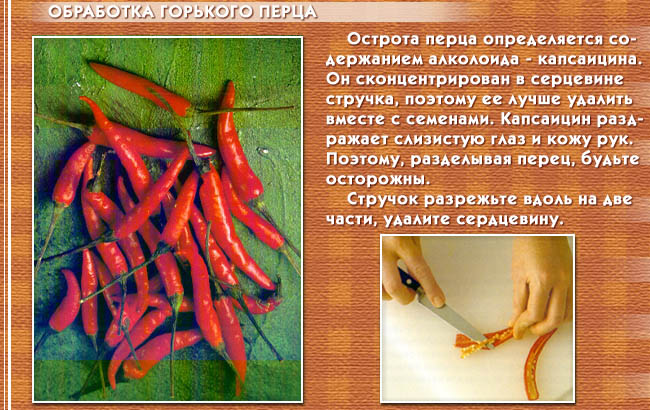 ОБРАБОТКА ГОРЬКОГО ПЕРЦА
Острота перца определяется со-
держанием алколоида - капсаицина.
Он сконцентрирован в серцевине
стручка, поэтому ее лучше удалить
вместе с семенами. Капсаицин разд-
ражает слизистую глаз и кожу рук.
Поэтому, разделывая перец, будьте
осторожны.
Стручок разрежьте вдоль на две
части, удалите сердцевину.